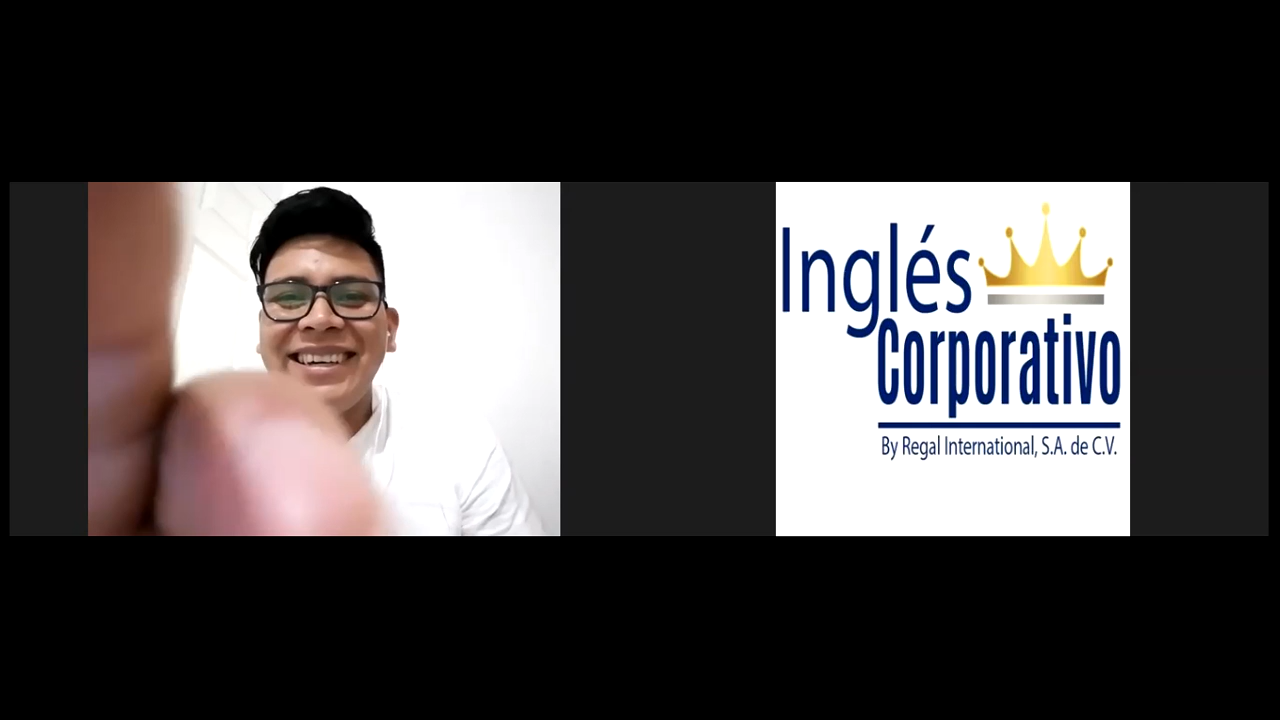 Inglés
Corporativo
By Regal International, S.A. de C.V.